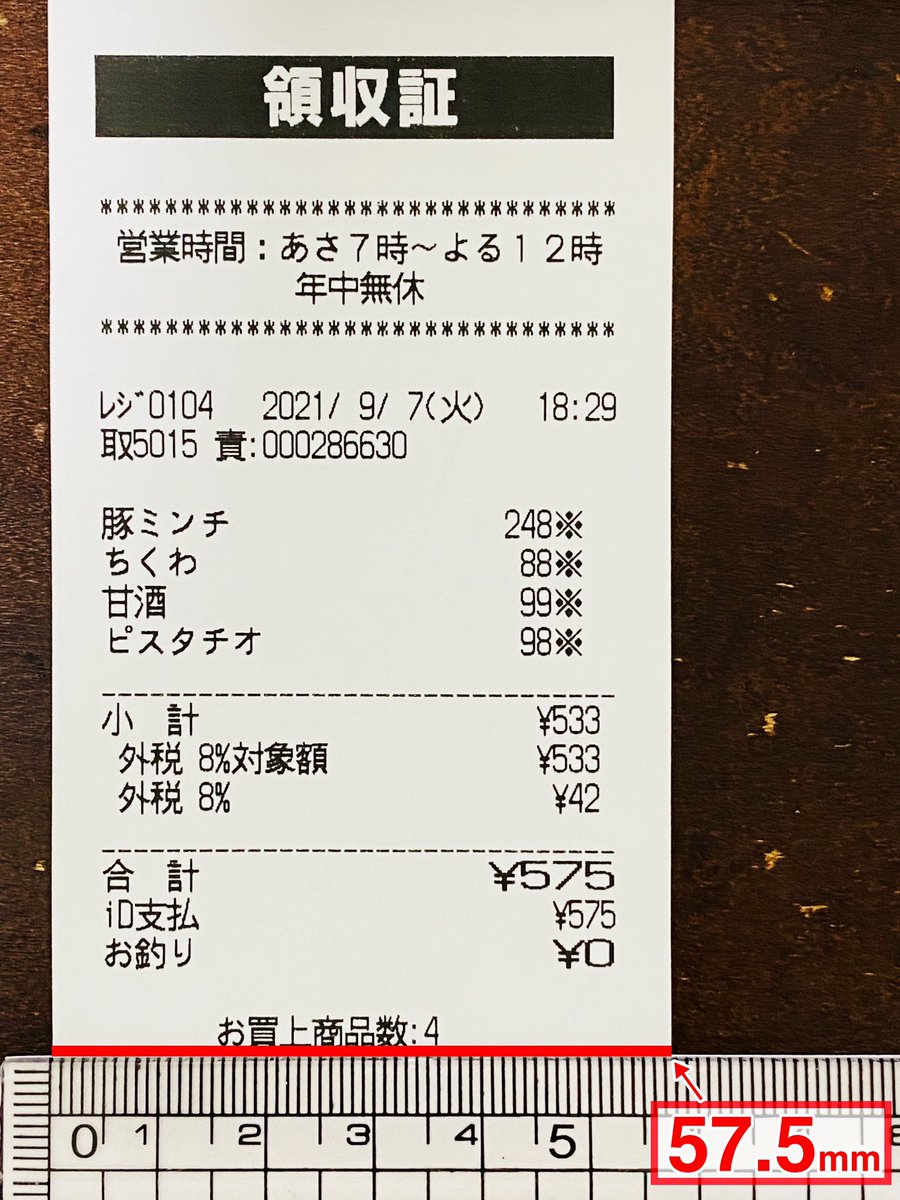 領収証
********************************
営業時間：あさ７時～よる１２時
年中無休
********************************
ﾚｼﾞ0104 2021/ 9/ 7(火) 18:29
取5015 責:000286630
豚ミンチ 248※
ちくわ 88※
甘酒 99※
ピスタチオ 98※
小　計 ¥533
外税 8%対象額 ¥533
外税 8% ¥42
合　計 ¥575
iD支払 ¥575
お釣り ¥0
お買上商品数:4
0 1 2 3 4 5
57.5mm